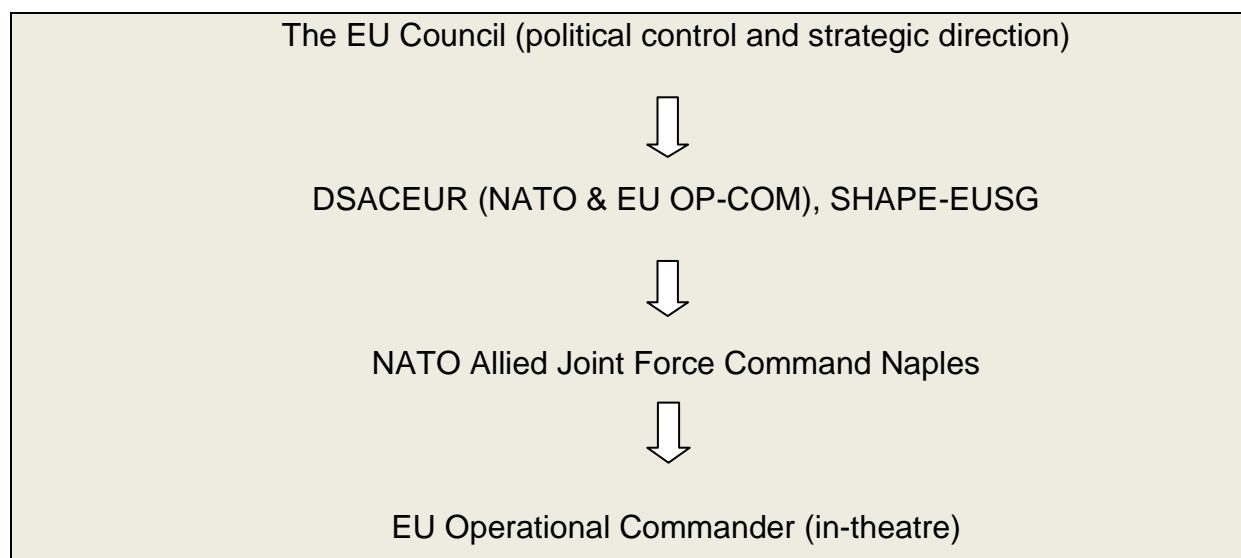 The EU Council (political control and strategic direction)
DSACEUR (NATO & EU OP-COM), SHAPE-EUSG
NATO Allied Joint Force Command Naples
EU Operational Commander (in-theatre)